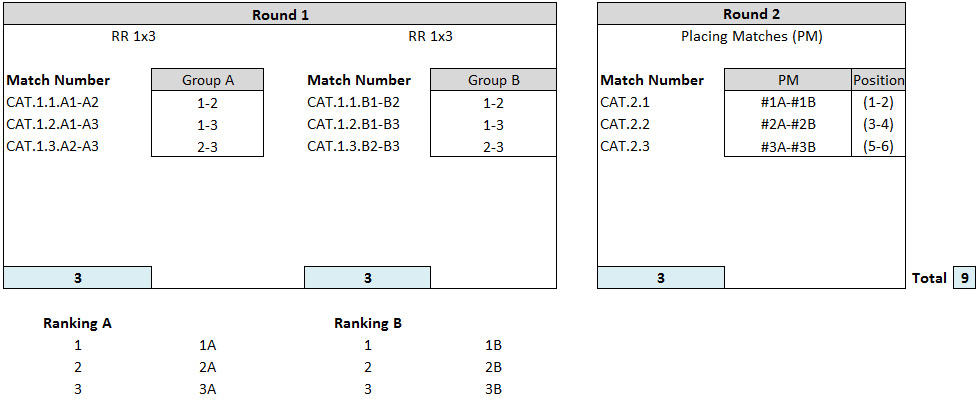 Round 1 Round 2
RR 1x3 RR 1x3 Placing Matches (PM)
Match Number Group A Match Number Group B Match Number PM Position
CAT.1.1.A1-A2 1-2 CAT.1.1.B1-B2 1-2 CAT.2.1 #1A-#1B (1-2)
CAT.1.2.A1-A3 1-3 CAT.1.2.B1-B3 1-3 CAT.2.2 #2A-#2B (3-4)
CAT.1.3.A2-A3 2-3 CAT.1.3.B2-B3 2-3 CAT.2.3 #3A-#3B (5-6)
3 3 3 Total 9
Ranking A Ranking B
1 1A 1 1B
2 2A 2 2B
3 3A 3 3B